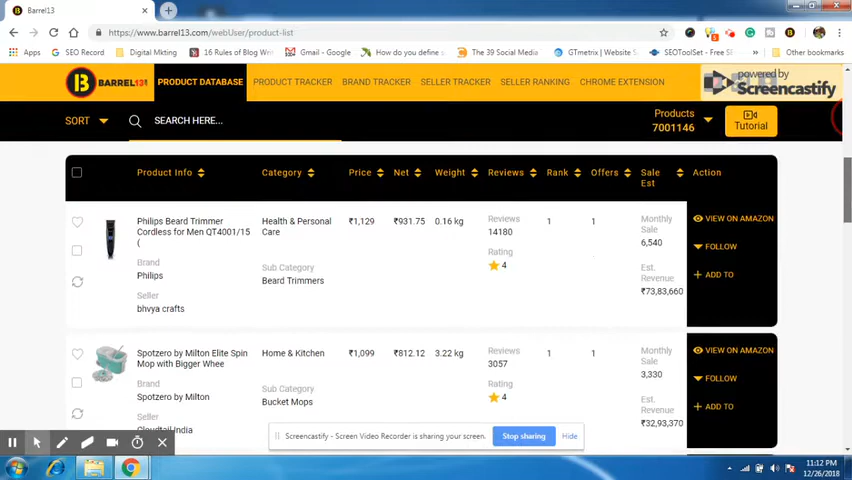 Barrel13
https://www.barrel13.com/webUser/product-list
Apps SEO Record Digital Mkting 16 Rules of Blog Writ Gmail - Google How do you define The 39 Social Media GTmetrix | Website S SEOToolSet - Free SE Other bookmarks
BARREL13 PRODUCT DATABASE PRODUCT TRACKER BRAND TRACKER SELLER TRACKER SELLER RANKING CHROME EXTENSION
powered by
Screencastify
SORT SEARCH HERE... Products
7001146
Tutorial
Product Info Category Price Net Weight Reviews Rank Offers Sale
Est Action
Philips Beard Trimmer
Cordless for Men QT4001/15
(
Brand
Philips
Seller
bhvya crafts
Health & Personal
Care
Sub Category
Beard Trimmers
₹1,129 ₹931.75 0.16 kg
Reviews
14180
Rating
4
1 1
Monthly
Sale
6,540
Est.
Revenue
₹73,83,660
VIEW ON AMAZON
FOLLOW
ADD TO
Spotzero by Milton Elite Spin
Mop with Bigger Whee
Brand
Spotzero by Milton
Seller
Cloudtail India
Home & Kitchen
Sub Category
Bucket Mops
₹1,099 ₹812.12 3.22 kg
Reviews
3057
Rating
4
1 1
Monthly
Sale
3,330
Est.
Revenue
₹32,93,370
VIEW ON AMAZON
FOLLOW
ADD TO
Screencastify - Screen Video Recorder is sharing your screen. Stop sharing Hide
11:12 PM
12/26/2018